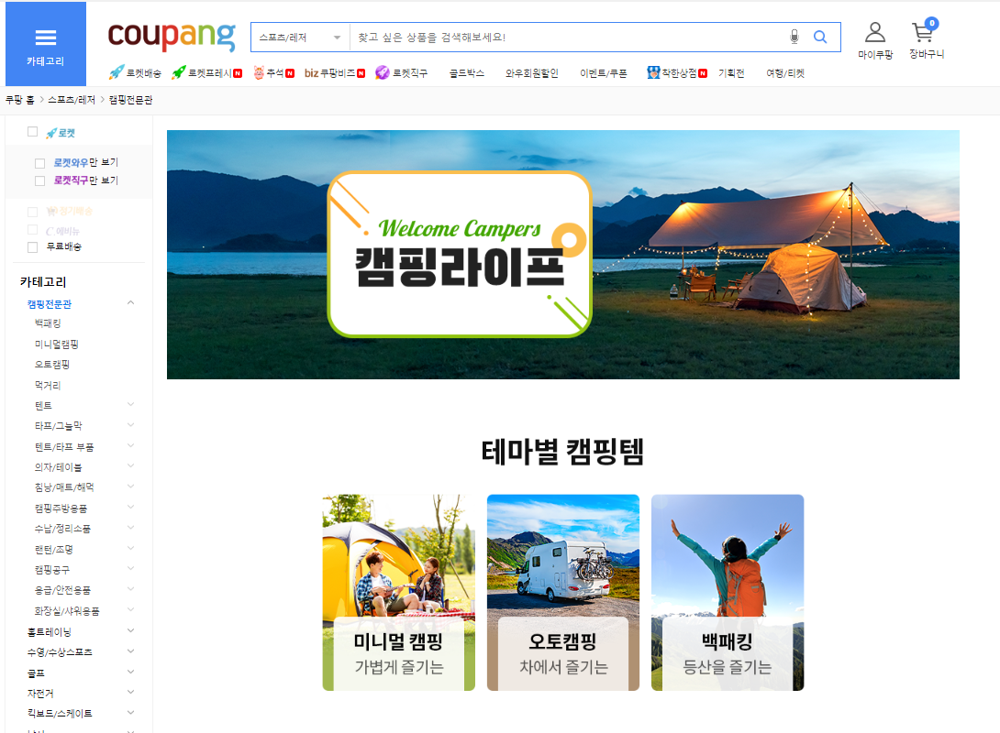 카테고리
coupang
스포츠/레저
찾고 싶은 상품을 검색해보세요!
마이쿠팡
0
장바구니
로켓배송
로켓프레시 N
추석 N
biz 쿠팡비즈 N
로켓직구
골드박스
와우회원할인
이벤트/쿠폰
착한상점 N
기획전
여행/티켓
쿠팡 홈 > 스포츠/레저 > 캠핑전문관
로켓
로켓와우만 보기
로켓직구만 보기
정기배송
C 에비뉴
무료배송
카테고리
캠핑전문관
백패킹
미니멀캠핑
오토캠핑
먹거리
텐트
타프/그늘막
텐트/타프 부품
의자/테이블
침낭/매트/해먹
캠핑주방용품
수납/정리소품
랜턴/조명
캠핑공구
응급/안전용품
화장실/샤워용품
홈트레이닝
수영/수상스포츠
골프
자전거
킥보드/스케이트
Welcome Campers
캠핑라이프
테마별 캠핑템
미니멀 캠핑
가볍게 즐기는
오토캠핑
차에서 즐기는
백패킹
등산을 즐기는